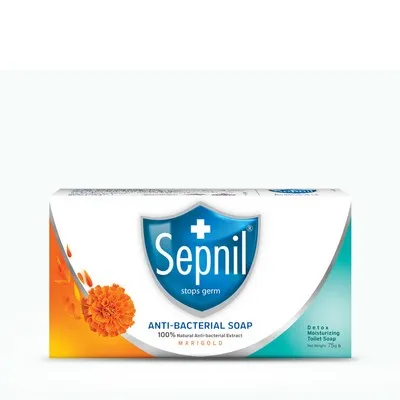 Sepnil®
stops germ
ANTI-BACTERIAL SOAP
100% Natural Anti-bacterial Extract
MARIGOLD
Detox
Moisturizing
Toilet Soap
Net Weight: 75g